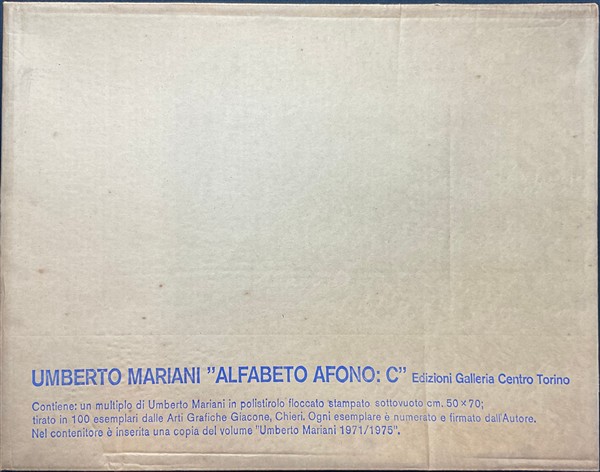 UMBERTO MARIANI "ALFABETO AFONO: C" Edizioni Galleria Centro Torino
Contiene: un multiplo di Umberto Mariani in polistirolo floccato stampato sottovuoto cm. 50×70;
tirato in 100 esemplari dalle Arti Grafiche Giacone, Chieri. Ogni esemplare è numerato e firmato dall'Autore.
Nel contenitore è inserita una copia del volume "Umberto Mariani 1971/1975".